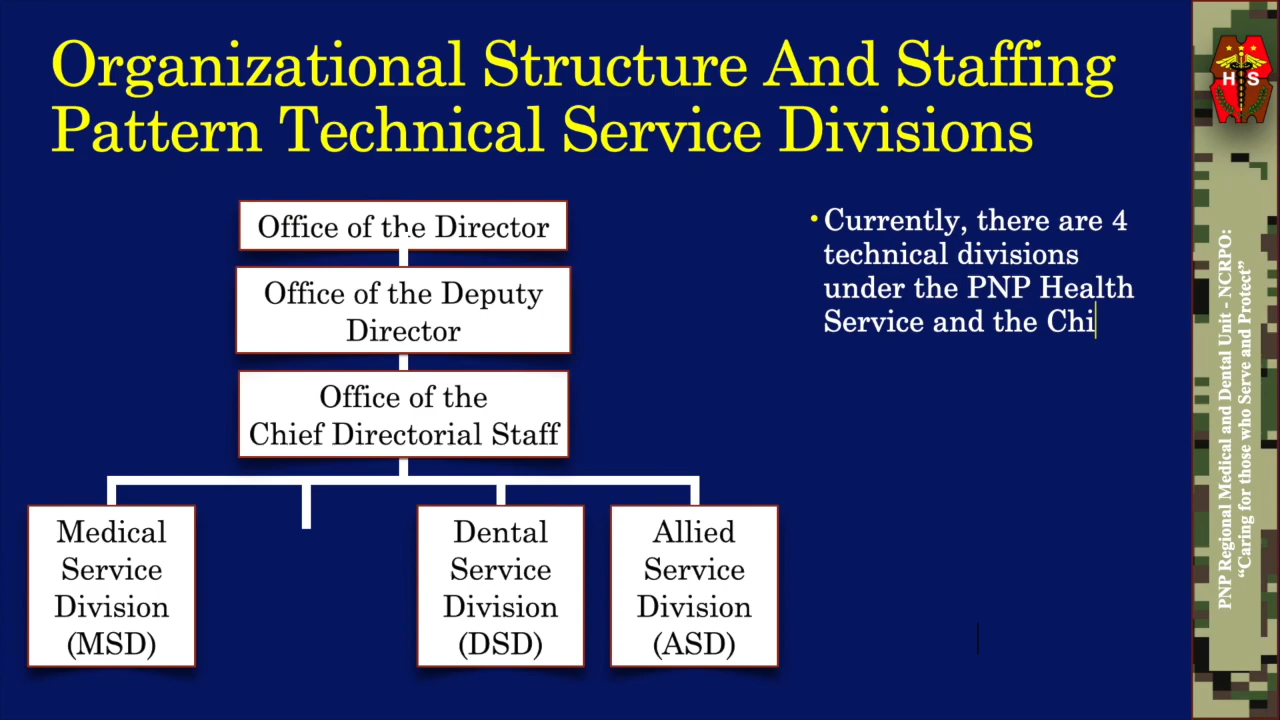 Organizational Structure And Staffing
Pattern Technical Service Divisions
Office of the Director
Office of the Deputy
Director
Office of the
Chief Directorial Staff
Medical
Service
Division
(MSD)
Dental
Service
Division
(DSD)
Allied
Service
Division
(ASD)
• Currently, there are 4
technical divisions
under the PNP Health
Service and the Chi
H S
PNP Regional Medical and Dental Unit - NCRPO:
“Caring for those who Serve and Protect”